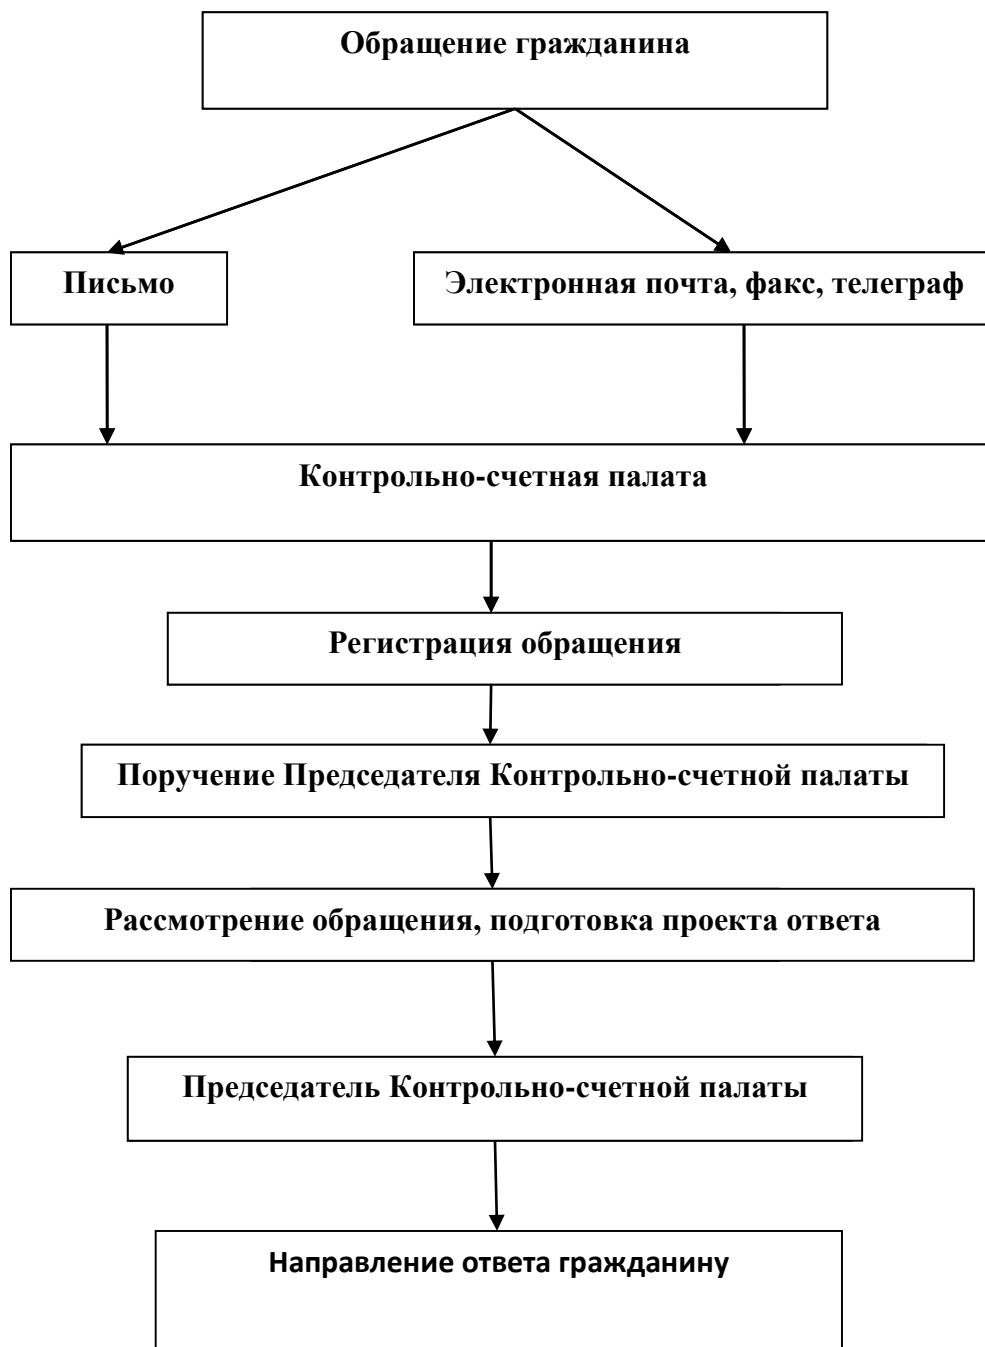 Обращение гражданина
Письмо
Электронная почта, факс, телеграф
Контрольно-счетная палата
Регистрация обращения
Поручение Председателя Контрольно-счетной палаты
Рассмотрение обращения, подготовка проекта ответа
Председатель Контрольно-счетной палаты
Направление ответа гражданину